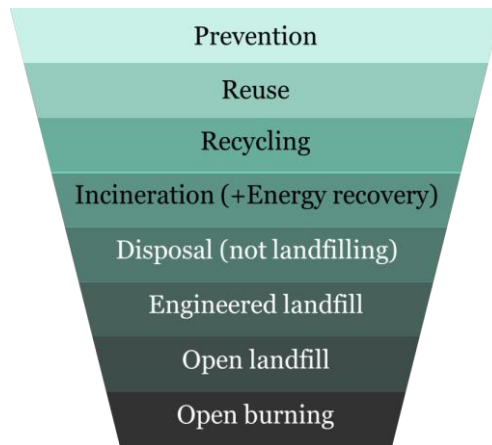 Prevention
Reuse
Recycling
Incineration (+Energy recovery)
Disposal (not landfilling)
Engineered landfill
Open landfill
Open burning